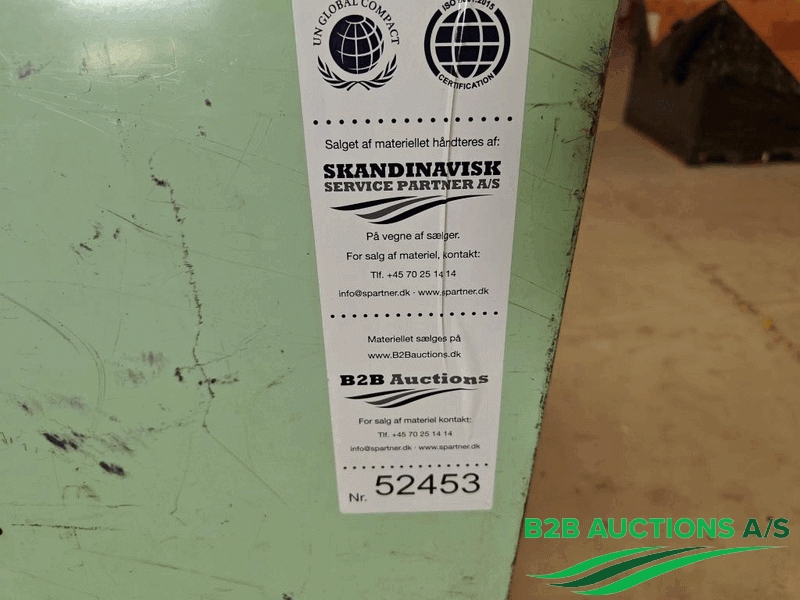 UN GLOBAL COMPACT
CERTIFICATION
Salget af materiellet håndteres af:
SKANDINAVISK
SERVICE PARTNER A/S
På vegne af sælger.
For salg af materiel, kontakt:
Tlf. +45 70 25 14 14
info@spartner.dk · www.spartner.dk
Materiellet sælges på
www.B2Bauctions.dk
B2B Auctions
For salg af materiel kontakt:
Tlf. +45 70 25 14 14
info@spartner.dk · www.spartner.dk
Nr. 52453
B2B AUCTIONS A/S